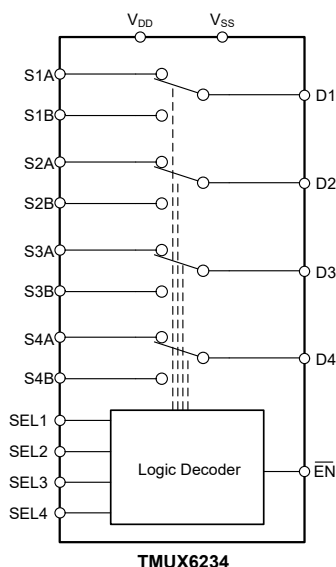 VDD
VSS
S1A
D1
S1B
S2A
D2
S2B
S3A
D3
S3B
S4A
D4
S4B
SEL1
SEL2
SEL3
SEL4
Logic Decoder
E̅N̅
TMUX6234